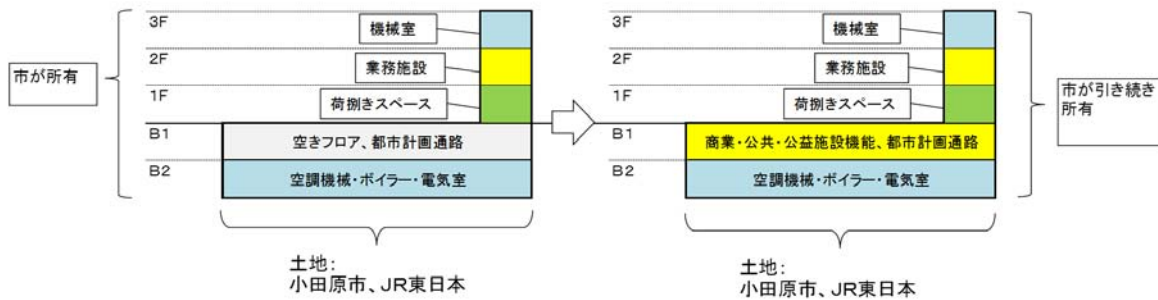 市が所有
3F
機械室
2F
業務施設
1F
荷捌きスペース
B1
空きフロア、都市計画通路
B2
空調機械・ボイラー・電気室
土地:
小田原市、JR東日本
3F
機械室
2F
業務施設
1F
荷捌きスペース
B1
商業・公共・公益施設機能、都市計画通路
B2
空調機械・ボイラー・電気室
土地:
小田原市、JR東日本
市が引き続き
所有